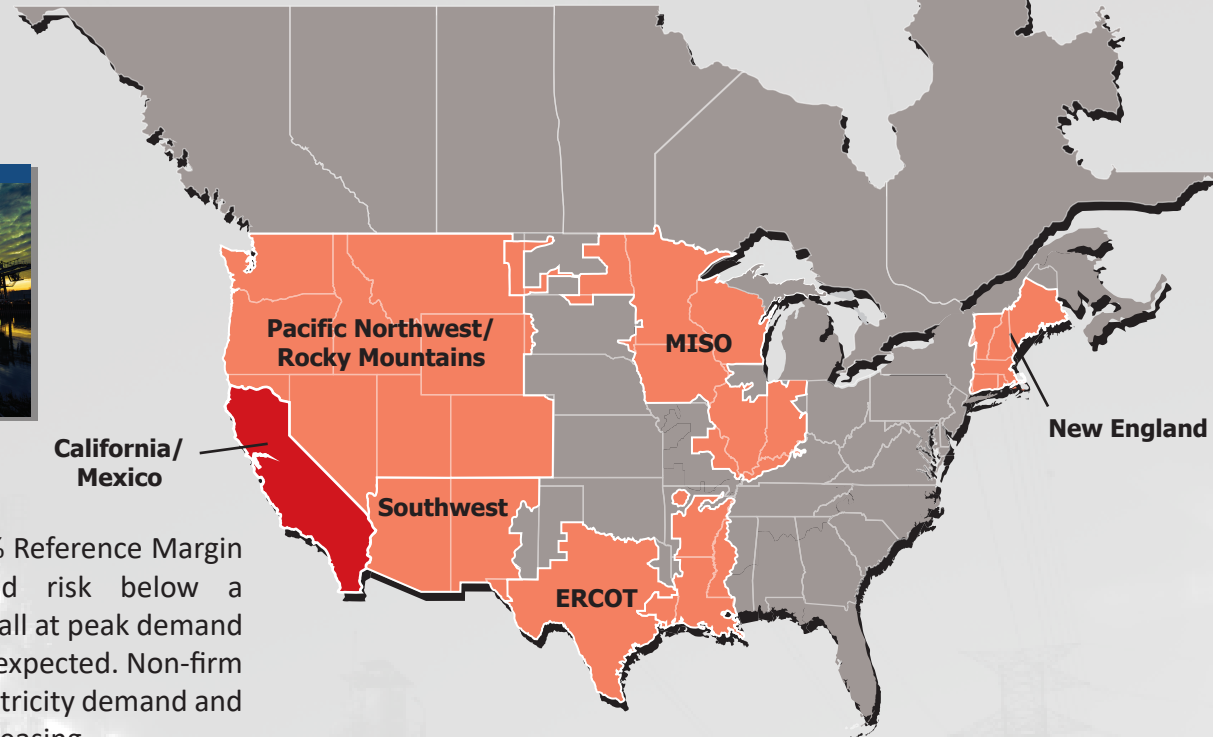 Pacific Northwest/
Rocky Mountains
MISO
New England
California/
Mexico
Southwest
ERCOT
% Reference Margin
risk below a
all at peak demand
expected. Non-firm
tricity demand and